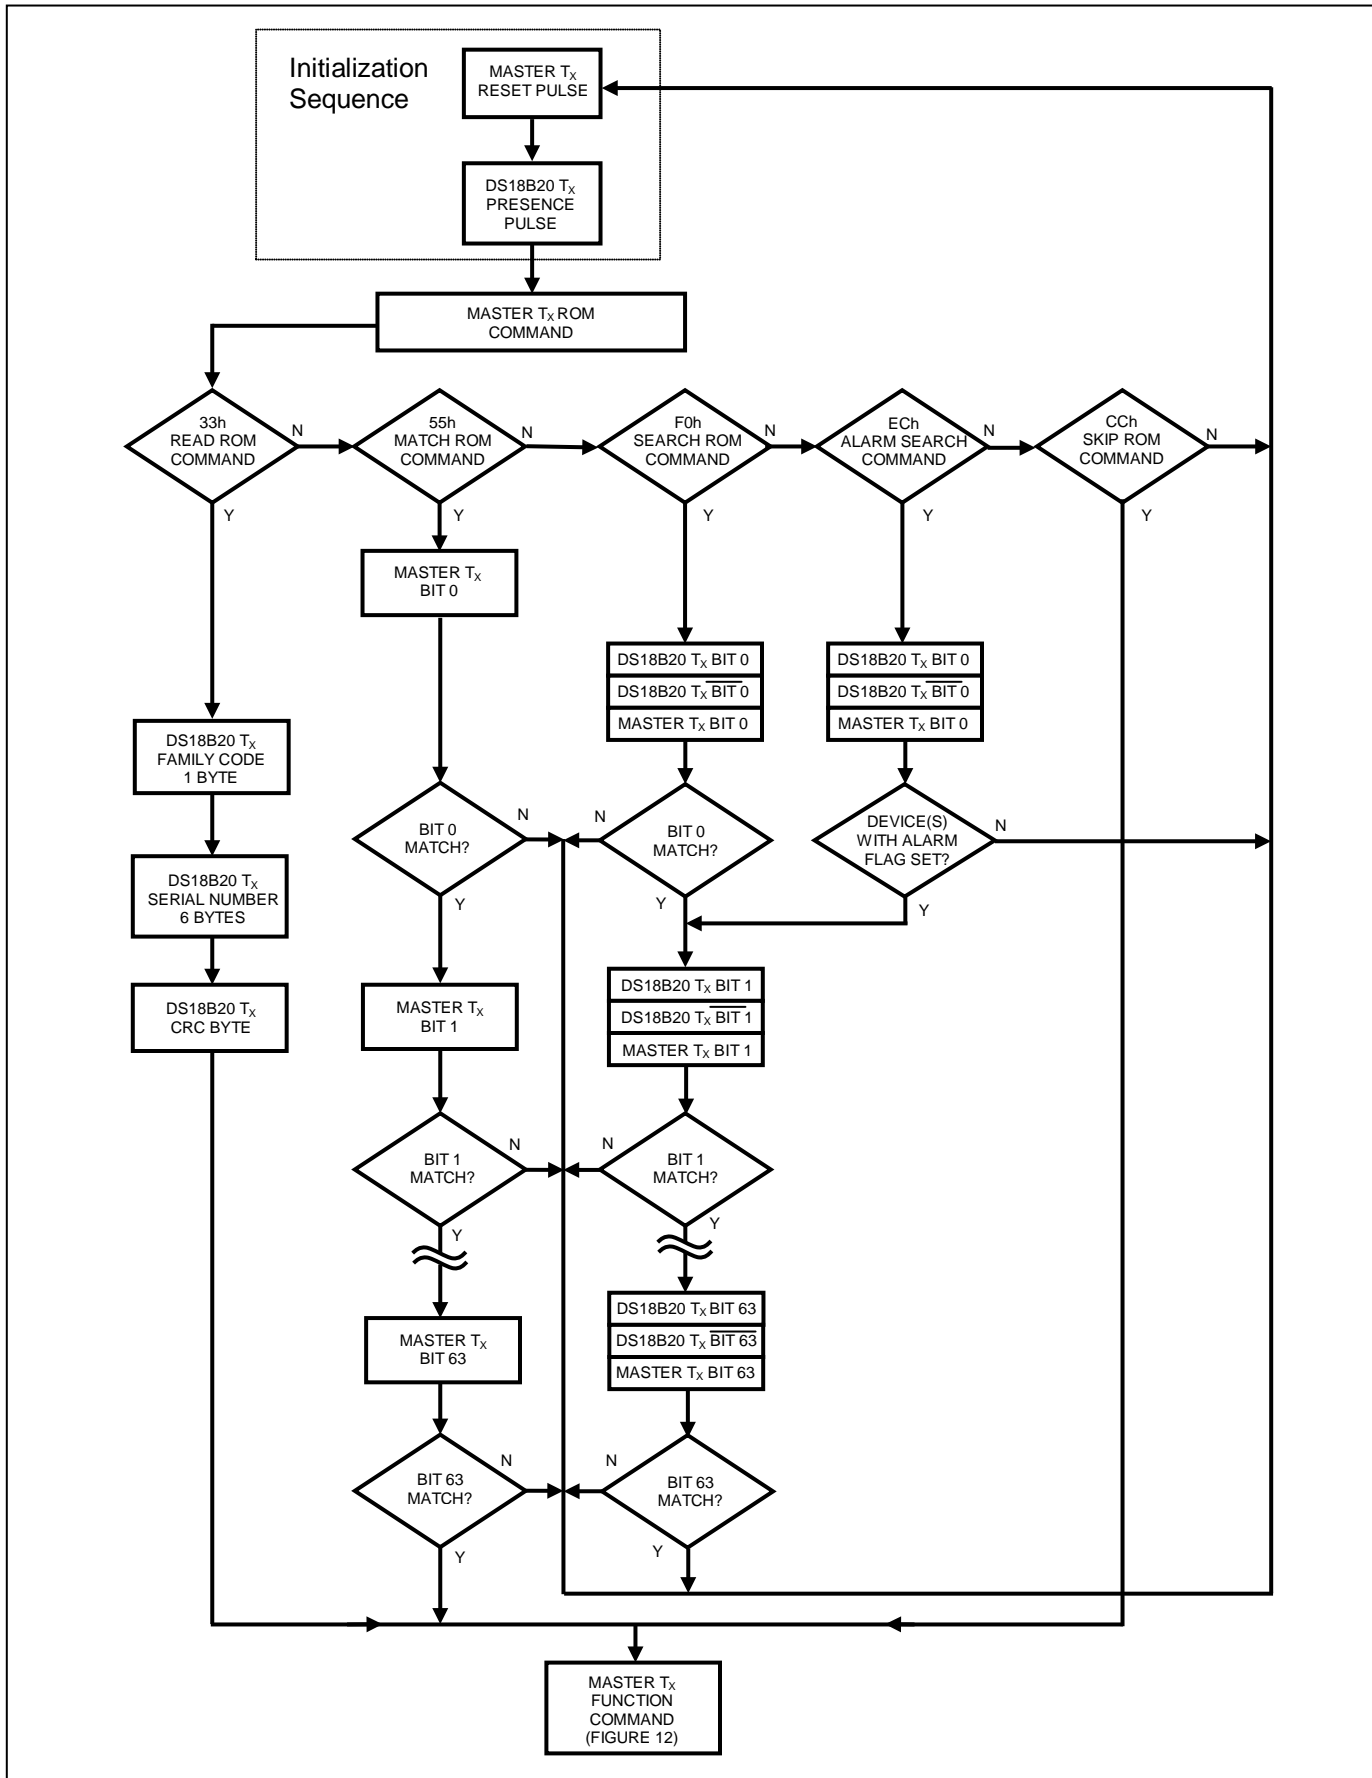 Initialization
Sequence
MASTER TX
RESET PULSE
DS18B20 TX
PRESENCE
PULSE
MASTER TX ROM
COMMAND
33h
READ ROM
COMMAND
N
Y
55h
MATCH ROM
COMMAND
N
Y
F0h
SEARCH ROM
COMMAND
N
Y
ECh
ALARM SEARCH
COMMAND
N
Y
CCh
SKIP ROM
COMMAND
N
Y
MASTER TX
BIT 0
DS18B20 TX BIT 0
DS18B20 TX BIT 0
MASTER TX BIT 0
DS18B20 TX BIT 0
DS18B20 TX BIT 0
MASTER TX BIT 0
DS18B20 TX
FAMILY CODE
1 BYTE
DS18B20 TX
SERIAL NUMBER
6 BYTES
DS18B20 TX
CRC BYTE
BIT 0
MATCH?
N
Y
BIT 0
MATCH?
N
Y
DEVICE(S)
WITH ALARM
FLAG SET?
N
Y
MASTER TX
BIT 1
DS18B20 TX BIT 1
DS18B20 TX BIT 1
MASTER TX BIT 1
BIT 1
MATCH?
N
Y
BIT 1
MATCH?
N
Y
MASTER TX
BIT 63
DS18B20 TX BIT 63
DS18B20 TX BIT 63
MASTER TX BIT 63
BIT 63
MATCH?
N
Y
BIT 63
MATCH?
N
Y
MASTER TX
FUNCTION
COMMAND
(FIGURE 12)